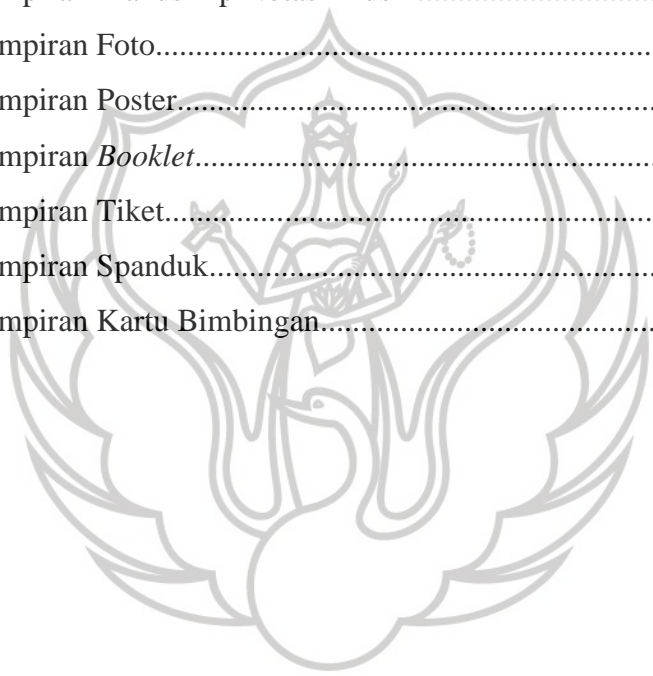 mpiran Foto................................................................
mpiran Poster.............................................................
mpiran Booklet...........................................................
mpiran Tiket...............................................................
mpiran Spanduk.........................................................
mpiran Kartu Bimbingan..........................................